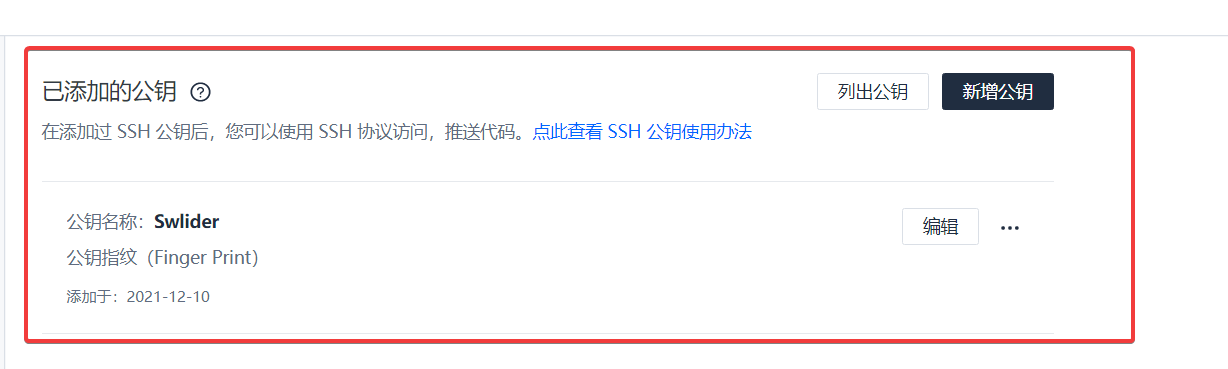 已添加的公钥
列出公钥
新增公钥
在添加过 SSH 公钥后，您可以使用 SSH 协议访问，推送代码。点此查看 SSH 公钥使用办法
公钥名称：Swlider
编辑
公钥指纹（Finger Print）
添加于：2021-12-10